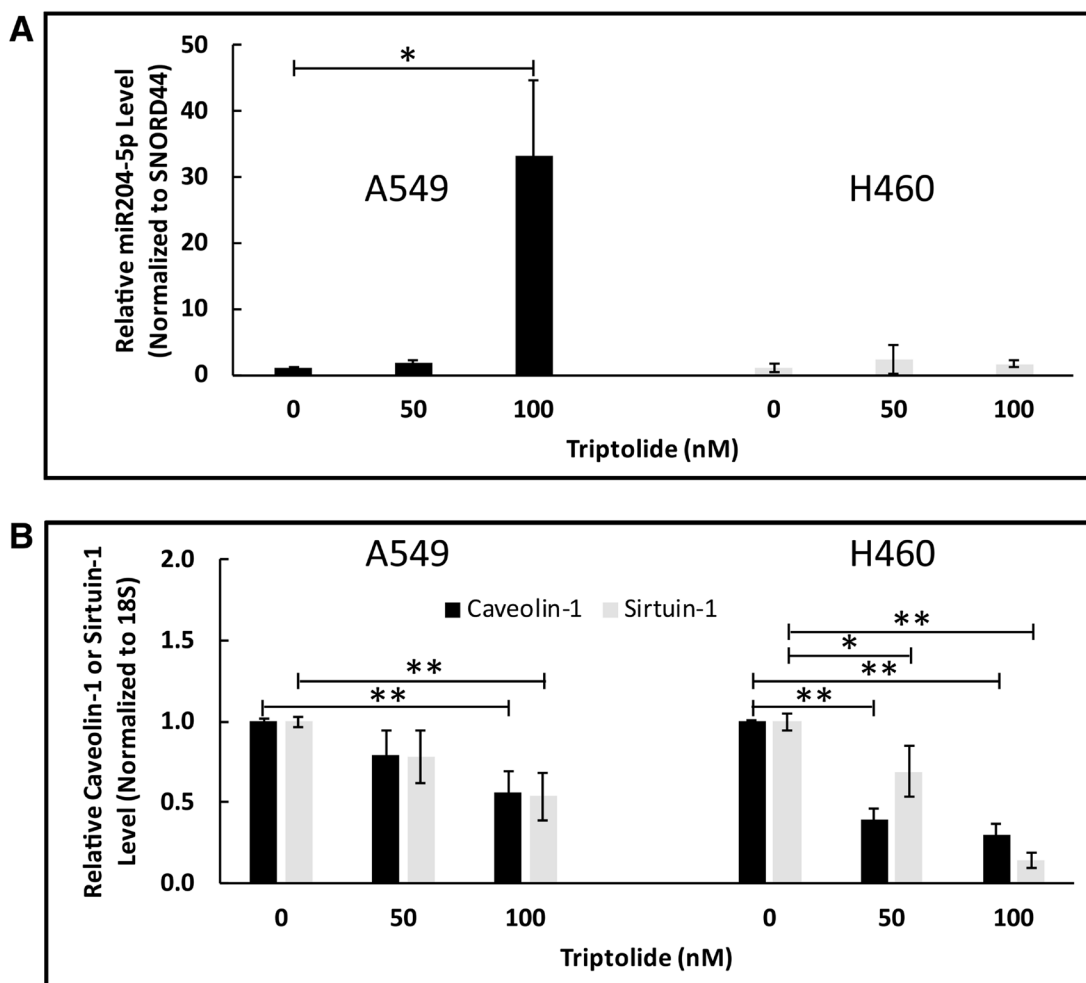 A
Relative miR204-5p Level
(Normalized to SNORD44)
50
40
30
20
10
0
*
A549
H460
0 50 100 0 50 100
Triptolide (nM)
B
Relative Caveolin-1 or Sirtuin-1
Level (Normalized to 18S)
2.0
1.5
1.0
0.5
0.0
A549
H460
Caveolin-1 Sirtuin-1
**
**
**
*
**
**
0 50 100 0 50 100
Triptolide (nM)